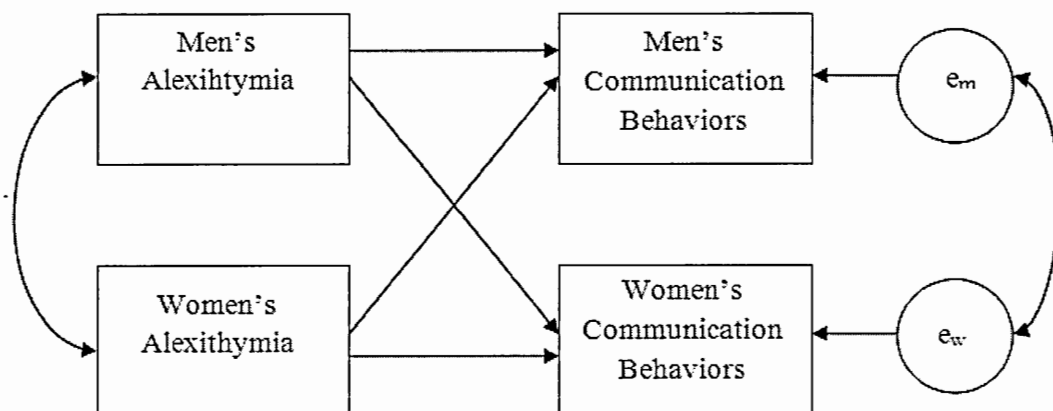 Men's
Alexihtymia
Men's
Communication
Behaviors
em
Women's
Alexithymia
Women's
Communication
Behaviors
ew